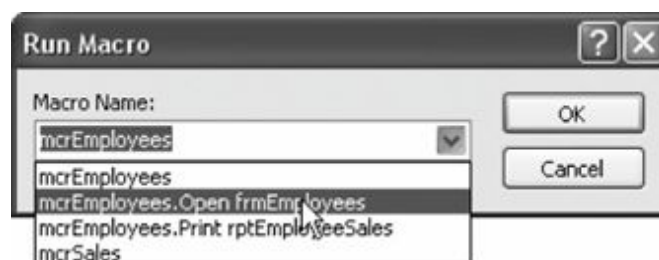 Run Macro
Macro Name:
mcrEmployees
OK
mcrEmployees
Cancel
mcrEmployees.Open frmEmployees
mcrEmployees.Print rptEmployeeSales
mcrSales